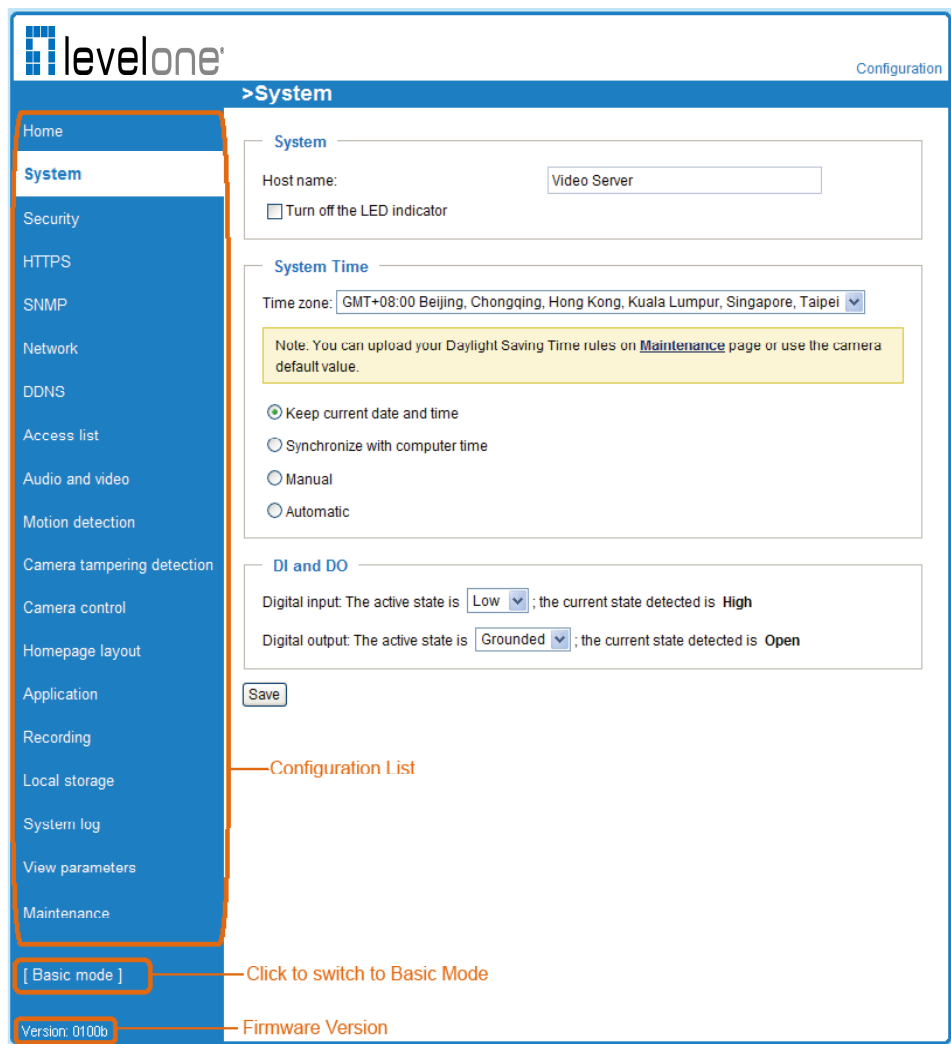 levelone
Configuration
>System
Home
System
Security
HTTPS
SNMP
Network
DDNS
Access list
Audio and video
Motion detection
Camera tampering detection
Camera control
Homepage layout
Application
Recording
Local storage
System log
View parameters
Maintenance
[ Basic mode ]
Version: 0100b
System
Host name: Video Server
Turn off the LED indicator
System Time
Time zone: GMT+08:00 Beijing, Chongqing, Hong Kong, Kuala Lumpur, Singapore, Taipei
Note: You can upload your Daylight Saving Time rules on Maintenance page or use the camera
default value.
Keep current date and time
Synchronize with computer time
Manual
Automatic
DI and DO
Digital input: The active state is Low ; the current state detected is High
Digital output: The active state is Grounded ; the current state detected is Open
Save
Configuration List
Click to switch to Basic Mode
Firmware Version